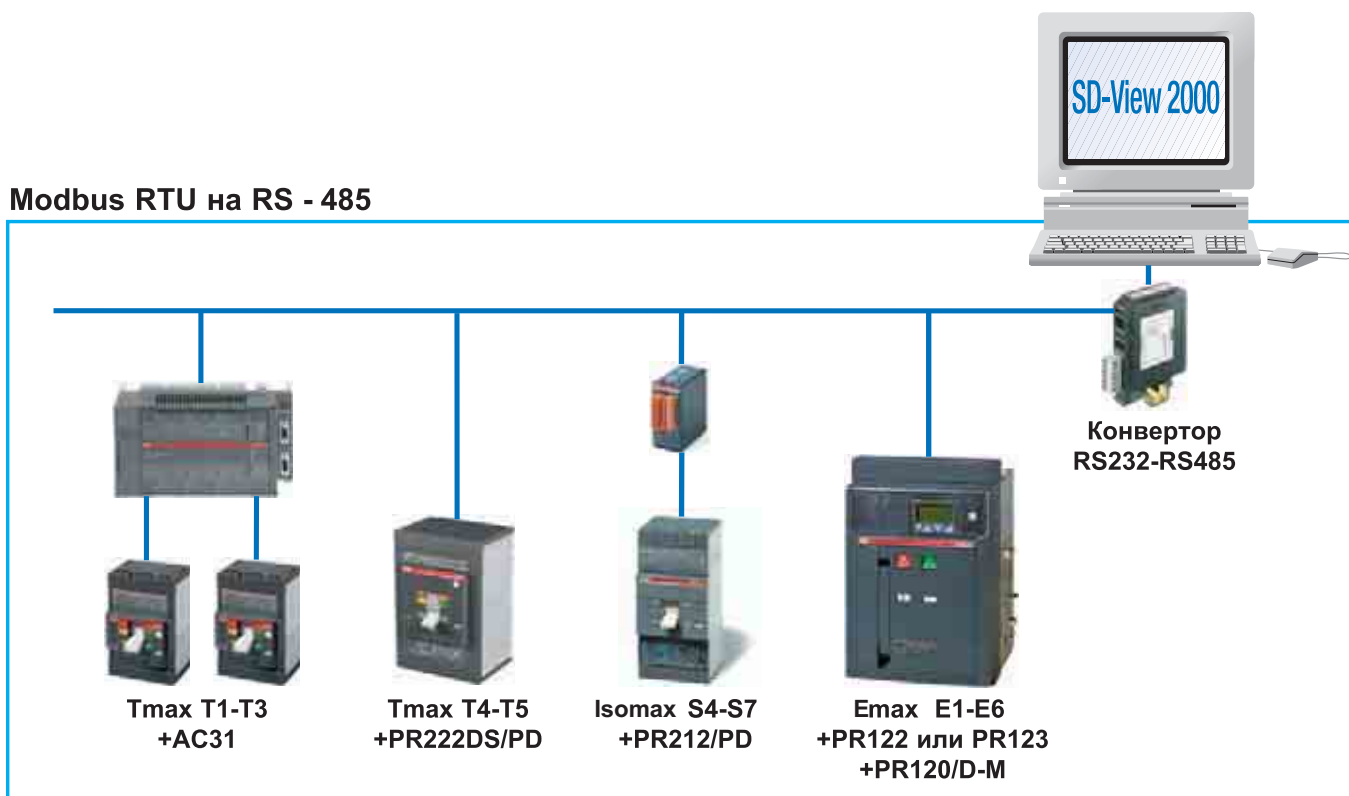 SD-View 2000
Modbus RTU на RS - 485
Конвертор
RS232-RS485
Tmax T1-T3
+AC31
Tmax T4-T5
+PR222DS/PD
Isomax S4-S7
+PR212/PD
Emax E1-E6
+PR122 или PR123
+PR120/D-M